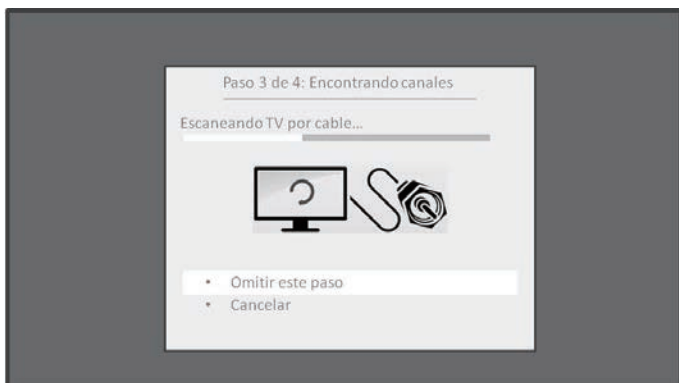 Paso 3 de 4: Encontrando canales
Escaneando TV por cable...
• Omitir este paso
• Cancelar